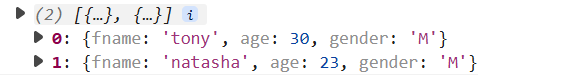 ▶ (2) [{…}, {…}] i
▶ 0: {fname: 'tony', age: 30, gender: 'M'}
▶ 1: {fname: 'natasha', age: 23, gender: 'M'}